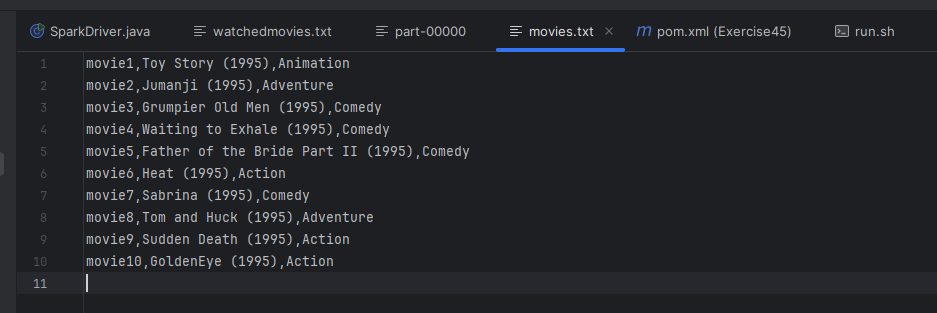 SparkDriver.java watchedmovies.txt part-00000 movies.txt × m pom.xml (Exercise45) run.sh
1 movie1,Toy Story (1995),Animation
2 movie2,Jumanji (1995),Adventure
3 movie3,Grumpier Old Men (1995),Comedy
4 movie4,Waiting to Exhale (1995),Comedy
5 movie5,Father of the Bride Part II (1995),Comedy
6 movie6,Heat (1995),Action
7 movie7,Sabrina (1995),Comedy
8 movie8,Tom and Huck (1995),Adventure
9 movie9,Sudden Death (1995),Action
10 movie10,GoldenEye (1995),Action
11